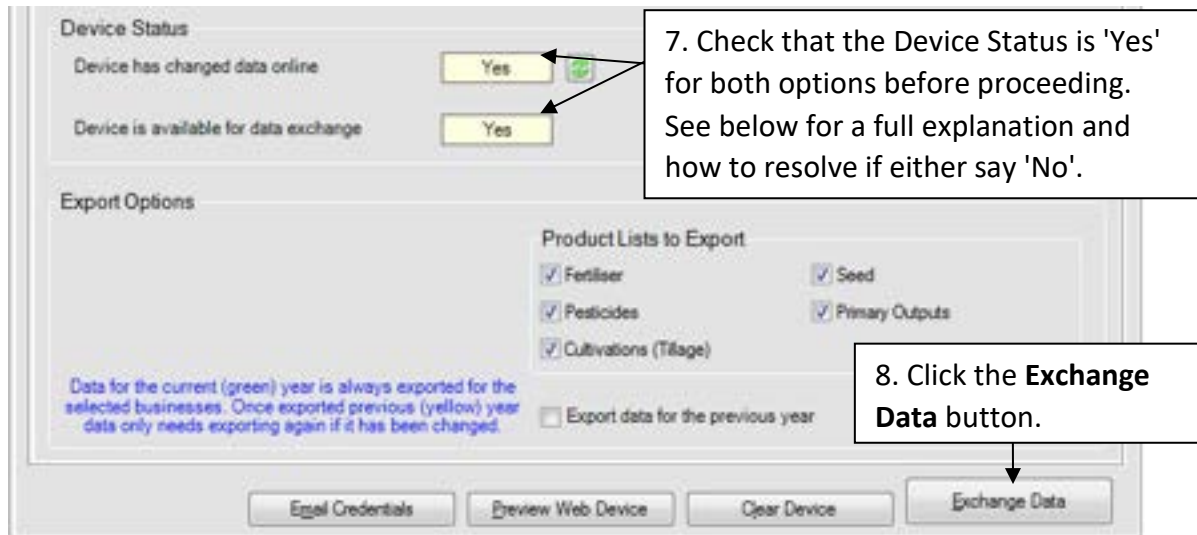 Device Status
Device has changed data online
Yes
Device is available for data exchange
Yes
7. Check that the Device Status is 'Yes'
for both options before proceeding.
See below for a full explanation and
how to resolve if either say 'No'.
Export Options
Product Lists to Export
Fertiliser
Seed
Pesticides
Primary Outputs
Cultivations (Tillage)
Data for the current (green) year is always exported for the
selected businesses. Once exported previous (yellow) year
data only needs exporting again if it has been changed.
Export data for the previous year
8. Click the Exchange
Data button.
Email Credentials
Preview Web Device
Clear Device
Exchange Data